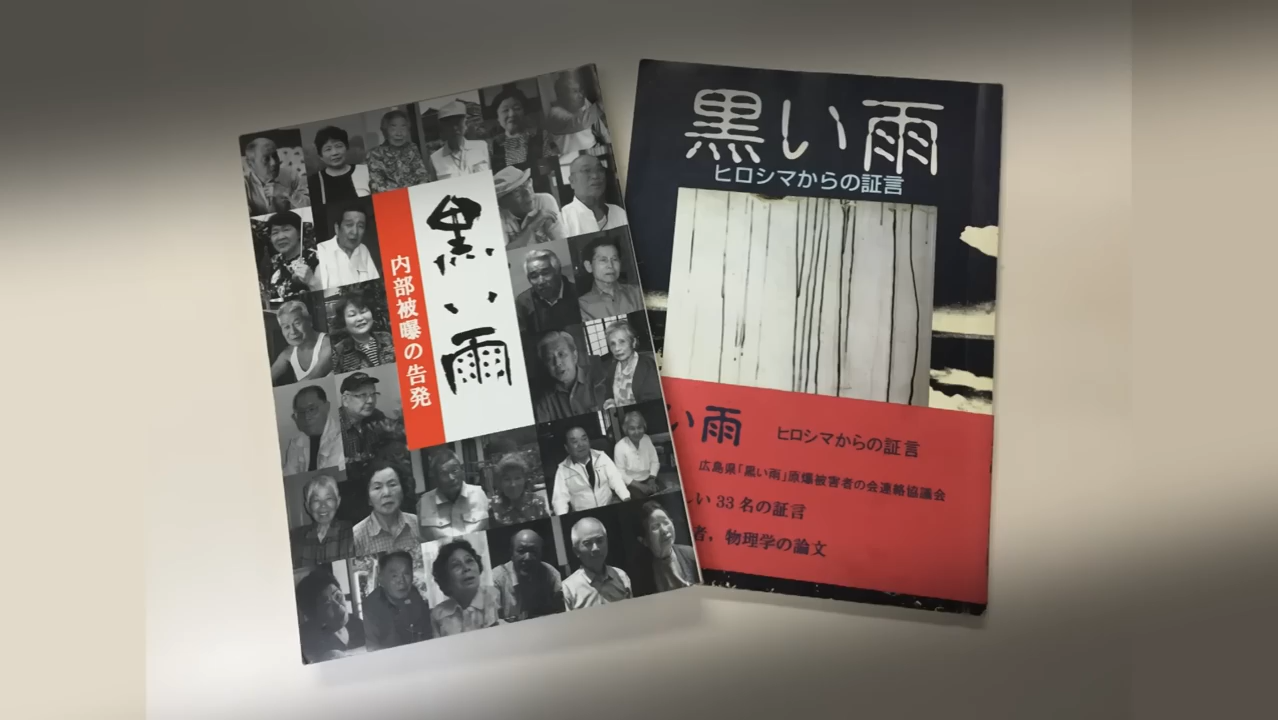 黒い雨
内部被曝の告発
黒い雨
ヒロシマからの証言
い雨 ヒロシマからの証言
広島県「黒い雨」原爆被害者の会連絡協議会
しい33名の証言
者，物理学の論文